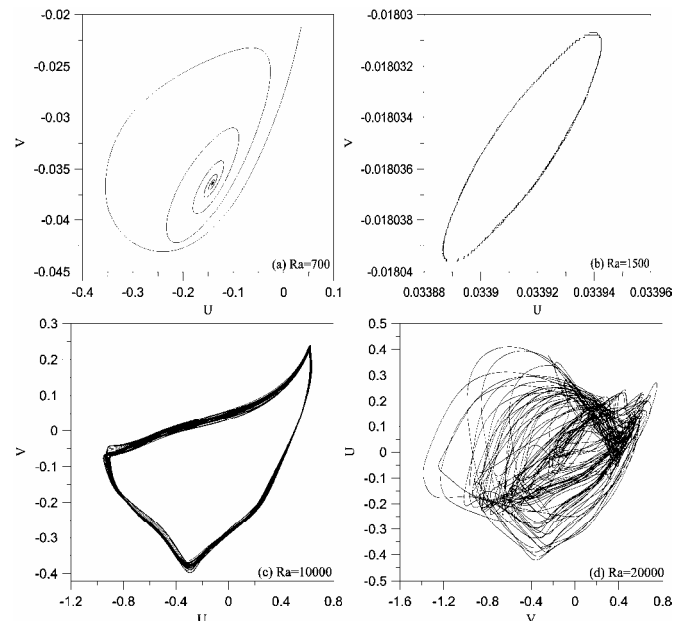 -0.02
-0.025
-0.03
V
-0.035
-0.04
-0.045
(a) Ra=700
-0.4 -0.3 -0.2 -0.1 0 0.1
U
-0.01803
-0.018032
-0.018034
V
-0.018036
-0.018038
-0.01804
(b) Ra=1500
0.03388 0.0339 0.03392 0.03394 0.03396
U
0.3
0.2
0.1
V
0
-0.1
-0.2
-0.3
-0.4
(c) Ra=10000
-1.2 -0.8 -0.4 0 0.4 0.8
U
0.5
0.4
0.3
0.2
U
0.1
0
-0.1
-0.2
-0.3
-0.4
-0.5
(d) Ra=20000
-1.6 -1.2 -0.8 -0.4 0 0.4 0.8
V